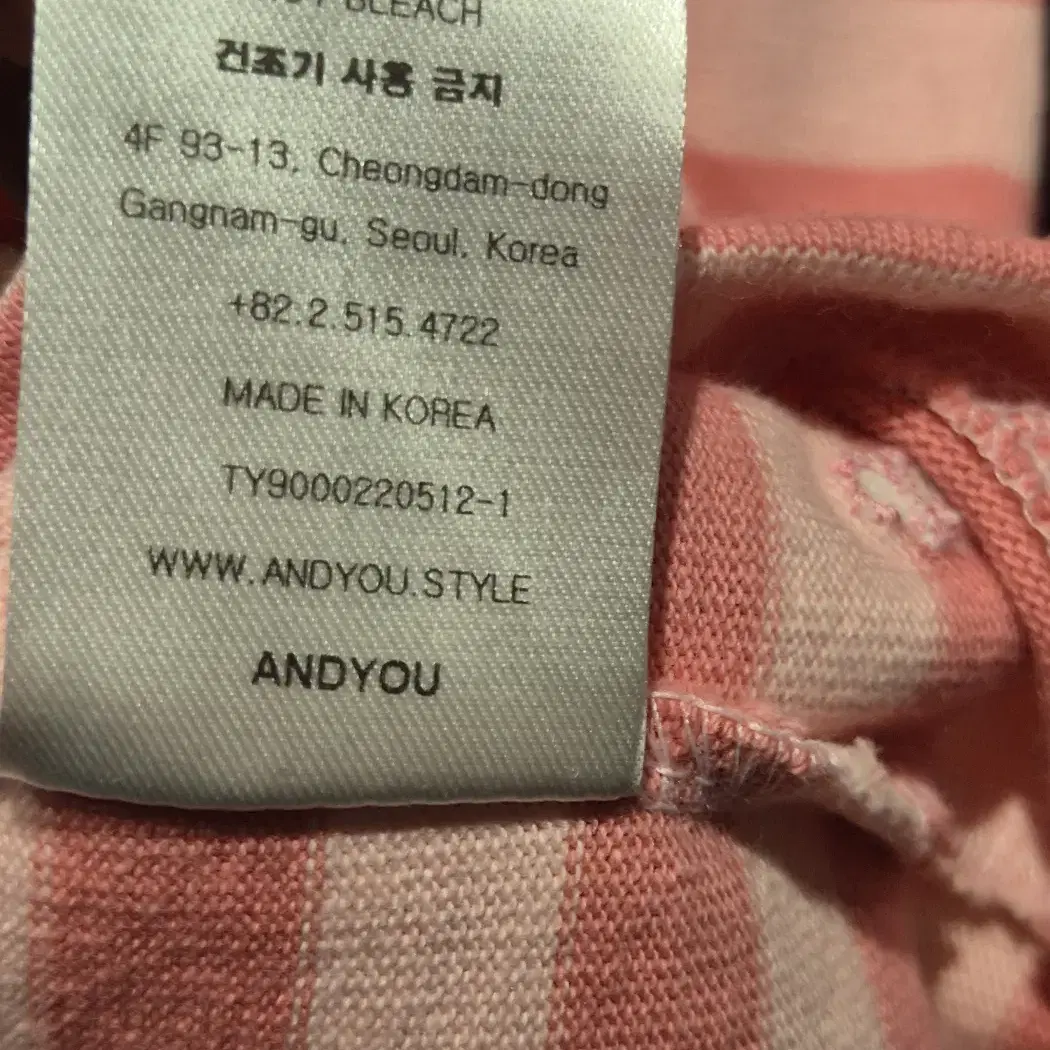 BLEACH
건조기 사용 금지
4F 93-13, Cheongdam-dong
Gangnam-gu, Seoul, Korea
+82.2.515.4722
MADE IN KOREA
TY9000220512-1
WWW.ANDYOU.STYLE
ANDYOU